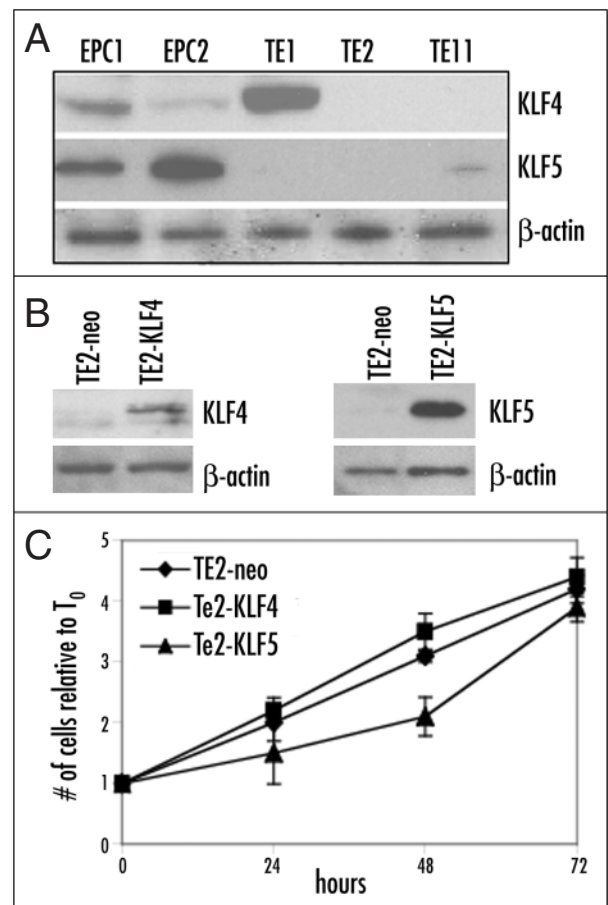 A
EPC1 EPC2 TE1 TE2 TE11
KLF4
KLF5
β-actin
B
TE2-neo TE2-KLF4
KLF4
β-actin
TE2-neo TE2-KLF5
KLF5
β-actin
C
5
4
3
2
1
0
# of cells relative to T0
TE2-neo
Te2-KLF4
Te2-KLF5
0 24 48 72
hours